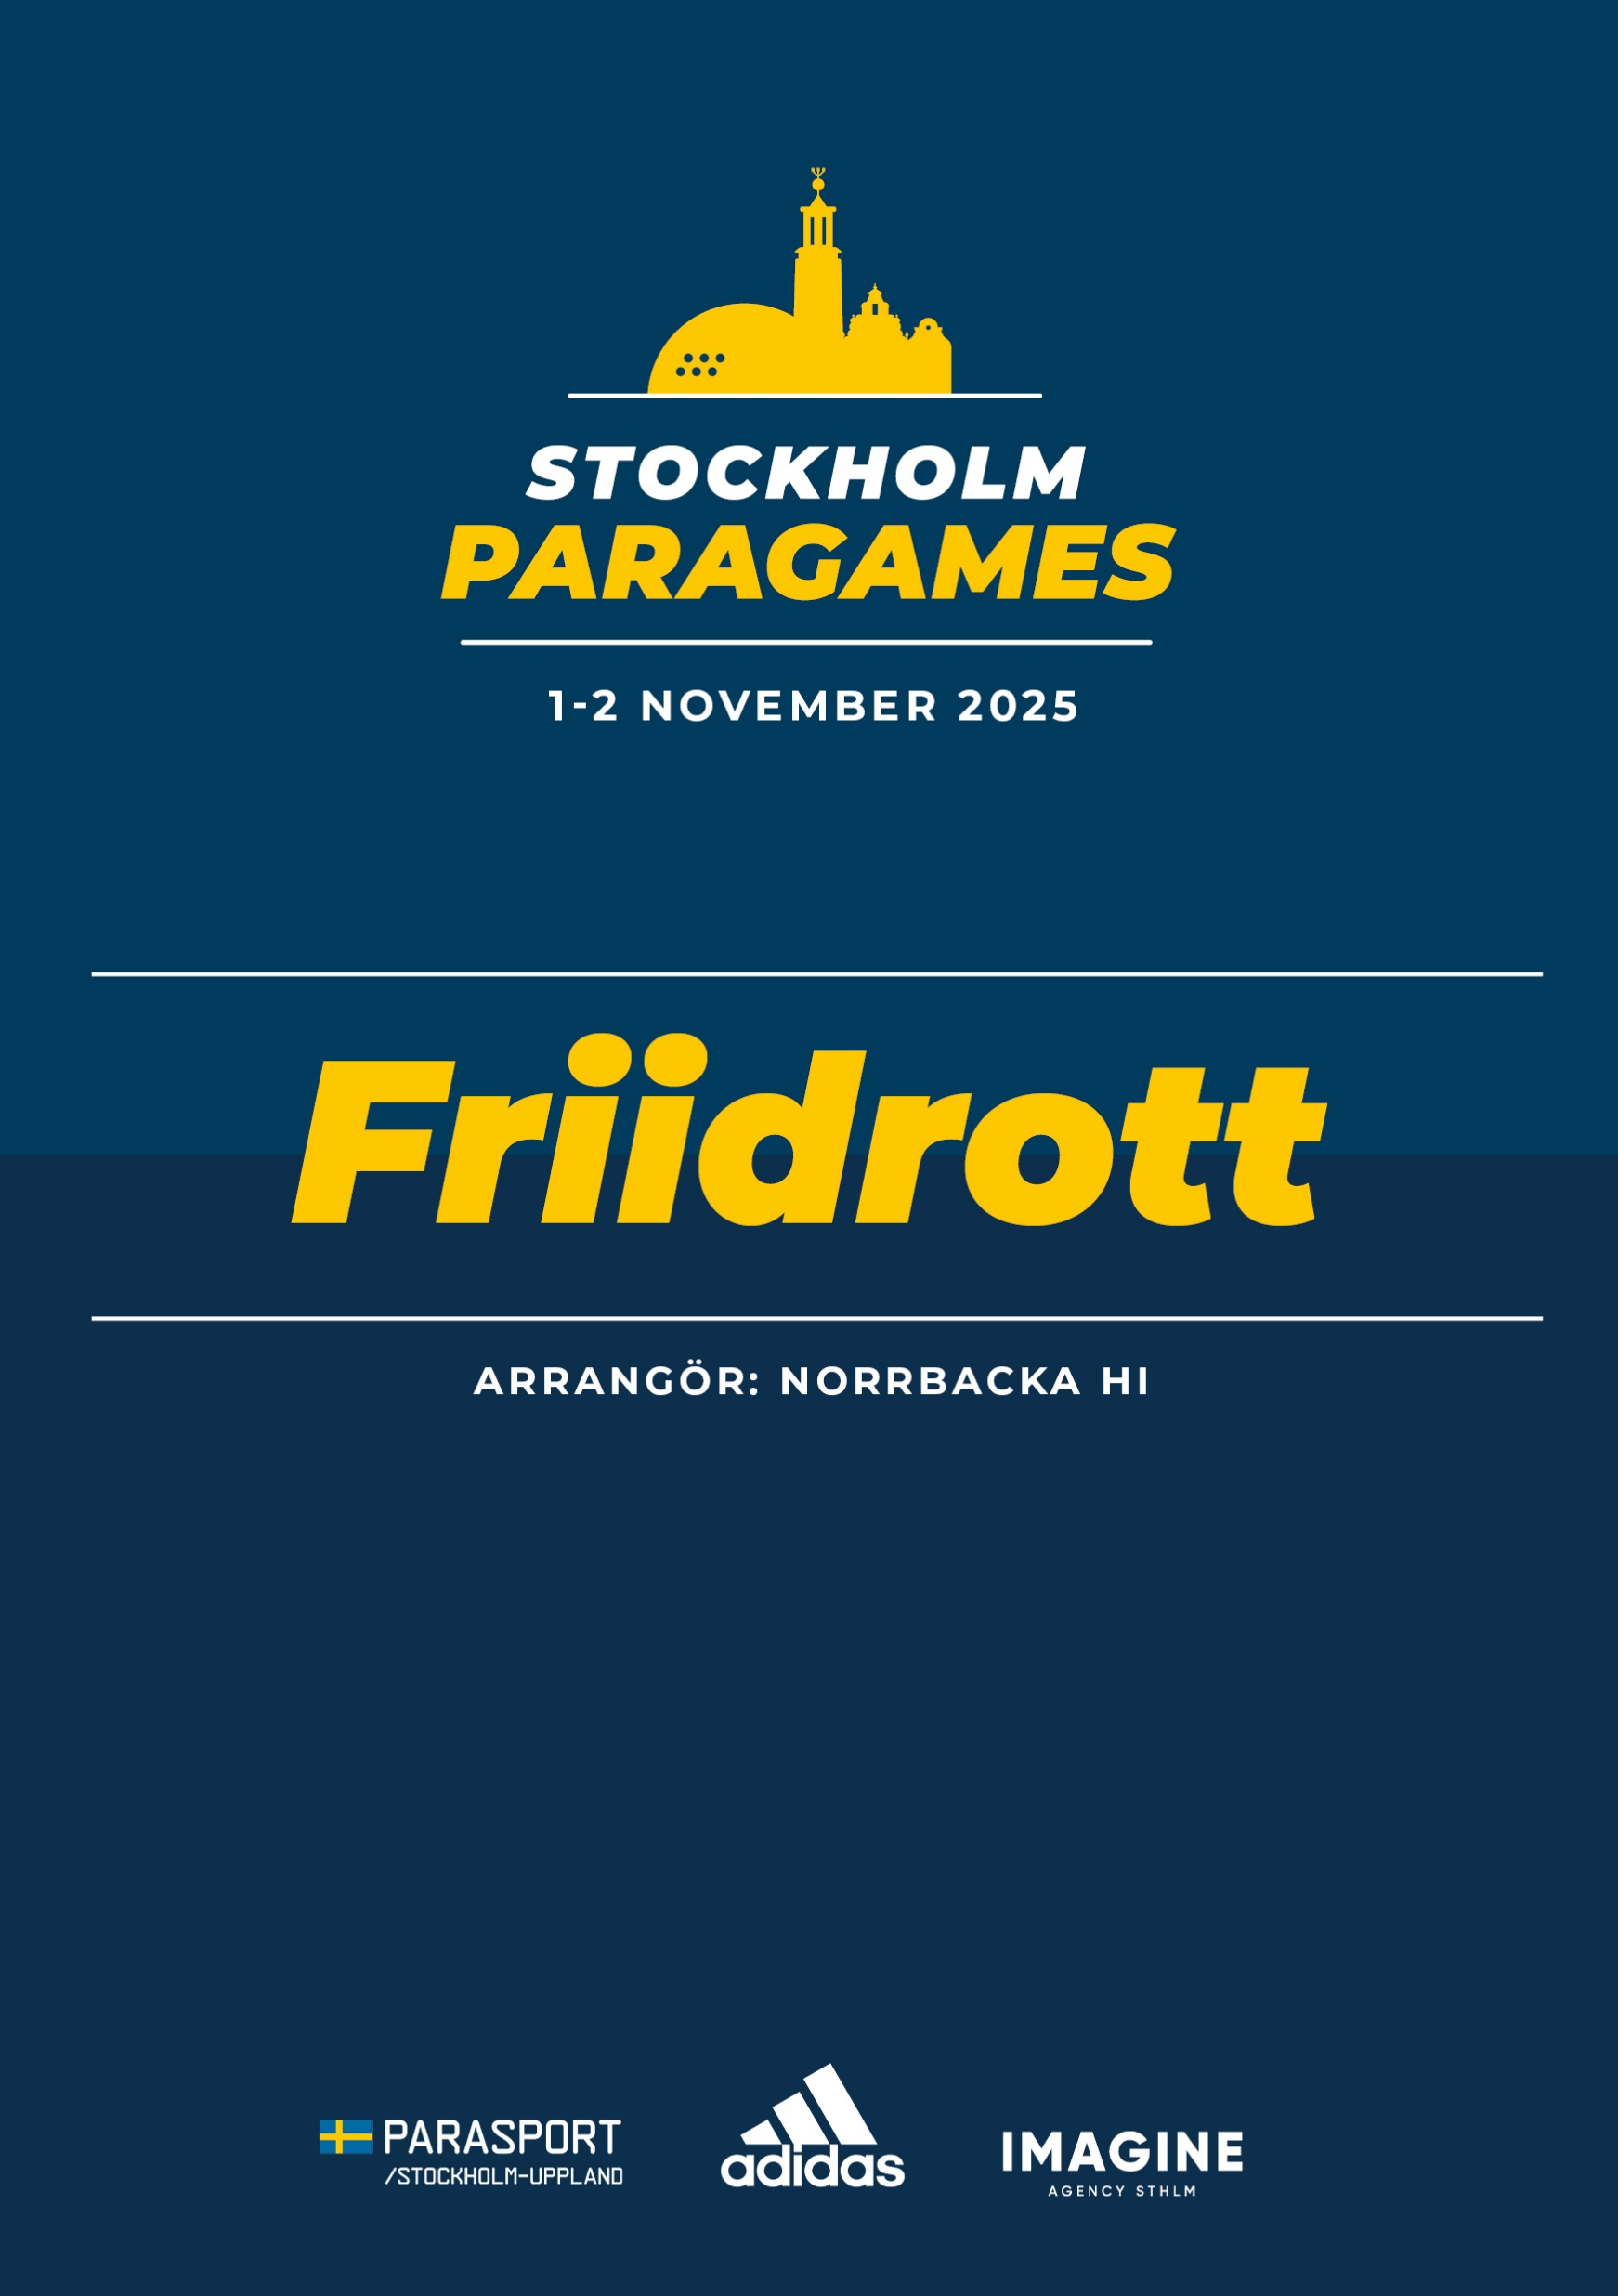 STOCKHOLM
PARAGAMES
1-2 NOVEMBER 2025
Friidrott
ARRANGÖR: NORRBACKA HI
PARASPORT
/STOCKHOLM-UPPLAND
adidas
IMAGINE
AGENCY STHLM